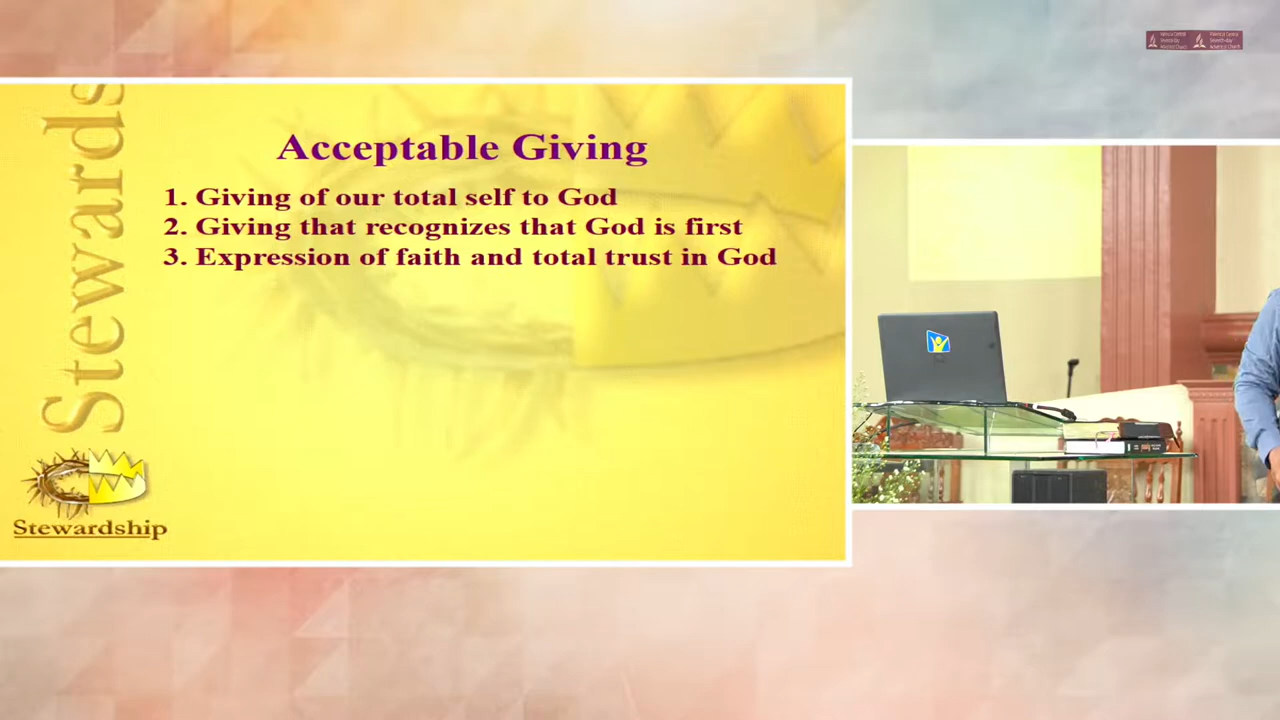 Stewards
Acceptable Giving
1. Giving of our total self to God
2. Giving that recognizes that God is first
3. Expression of faith and total trust in God
Stewardship